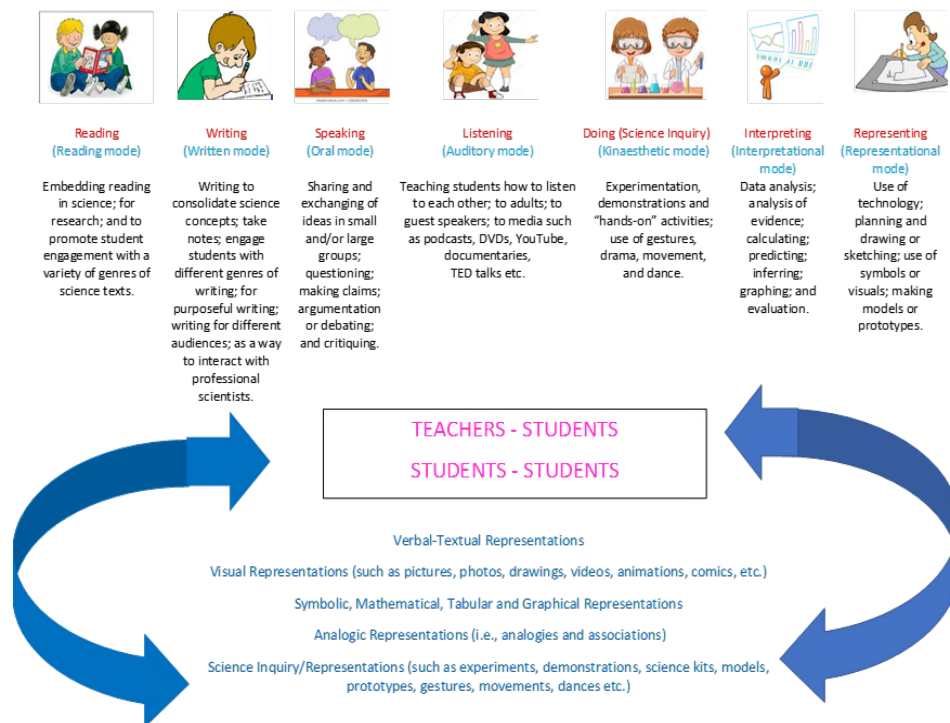 Reading
(Reading mode)
Embedding reading
in science; for
research; and to
promote student
engagement with a
variety of genres of
science texts.
Writing
(Written mode)
Writing to
consolidate science
concepts; take
notes; engage
students with
different genres of
writing; for
purposeful writing;
writing for different
audiences; as a way
to interact with
professional
scientists.
Speaking
(Oral mode)
Sharing and
exchanging of
ideas in small
and/or large
groups;
questioning;
making claims;
argumentation
or debating;
and critiquing.
Listening
(Auditory mode)
Teaching students how to listen
to each other; to adults; to
guest speakers; to media such
as podcasts, DVDs, YouTube,
documentaries,
TED talks etc.
Doing (Science Inquiry)
(Kinaesthetic mode)
Experimentation,
demonstrations and
“hands-on” activities;
use of gestures,
drama, movement,
and dance.
Interpreting
(Interpretational
mode)
Data analysis;
analysis of
evidence;
calculating;
predicting;
inferring;
graphing; and
evaluation.
Representing
(Representational
mode)
Use of
technology;
planning and
drawing or
sketching; use of
symbols or
visuals; making
models or
prototypes.
TEACHERS - STUDENTS
STUDENTS - STUDENTS
Verbal-Textual Representations
Visual Representations (such as pictures, photos, drawings, videos, animations, comics, etc.)
Symbolic, Mathematical, Tabular and Graphical Representations
Analogic Representations (i.e., analogies and associations)
Science Inquiry/Representations (such as experiments, demonstrations, science kits, models,
prototypes, gestures, movements, dances etc.)